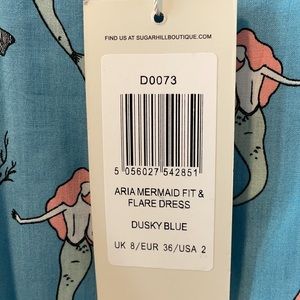 FIND US AT SUGARHILLBOUTIQUE.COM
D0073
5 056027 542851
ARIA MERMAID FIT &
FLARE DRESS
DUSKY BLUE
UK 8/EUR 36/USA 2